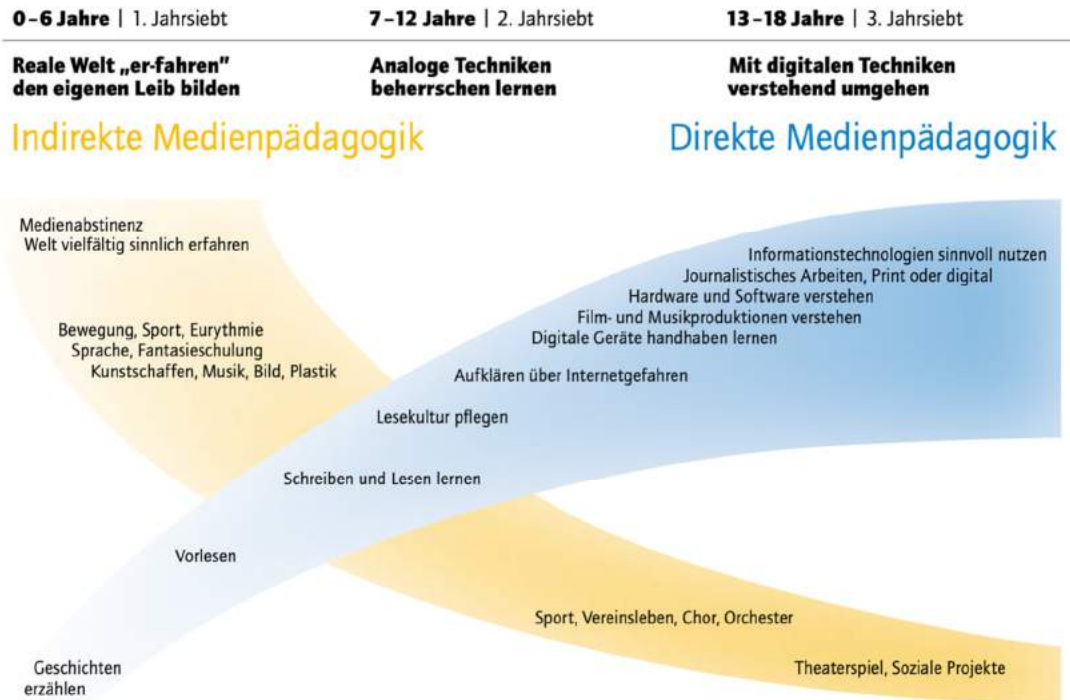 0–6 Jahre | 1. Jahrsiebt
7–12 Jahre | 2. Jahrsiebt
13–18 Jahre | 3. Jahrsiebt
Reale Welt „er-fahren”
den eigenen Leib bilden
Analoge Techniken
beherrschen lernen
Mit digitalen Techniken
verstehend umgehen
Indirekte Medienpädagogik
Direkte Medienpädagogik
Medienabstinenz
Welt vielfältig sinnlich erfahren
Informationstechnologien sinnvoll nutzen
Journalistisches Arbeiten, Print oder digital
Hardware und Software verstehen
Film- und Musikproduktionen verstehen
Digitale Geräte handhaben lernen
Bewegung, Sport, Eurythmie
Sprache, Fantasieschulung
Kunstschaffen, Musik, Bild, Plastik
Aufklären über Internetgefahren
Lesekultur pflegen
Schreiben und Lesen lernen
Vorlesen
Sport, Vereinsleben, Chor, Orchester
Geschichten
erzählen
Theaterspiel, Soziale Projekte